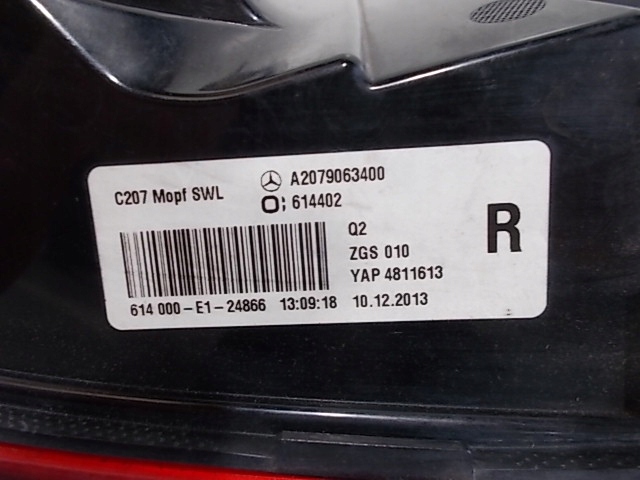 C207 Mopf SWL A2079063400
O; 614402
Q2
ZGS 010
YAP 4811613
R
614 000-E1-24866 13:09:18 10.12.2013